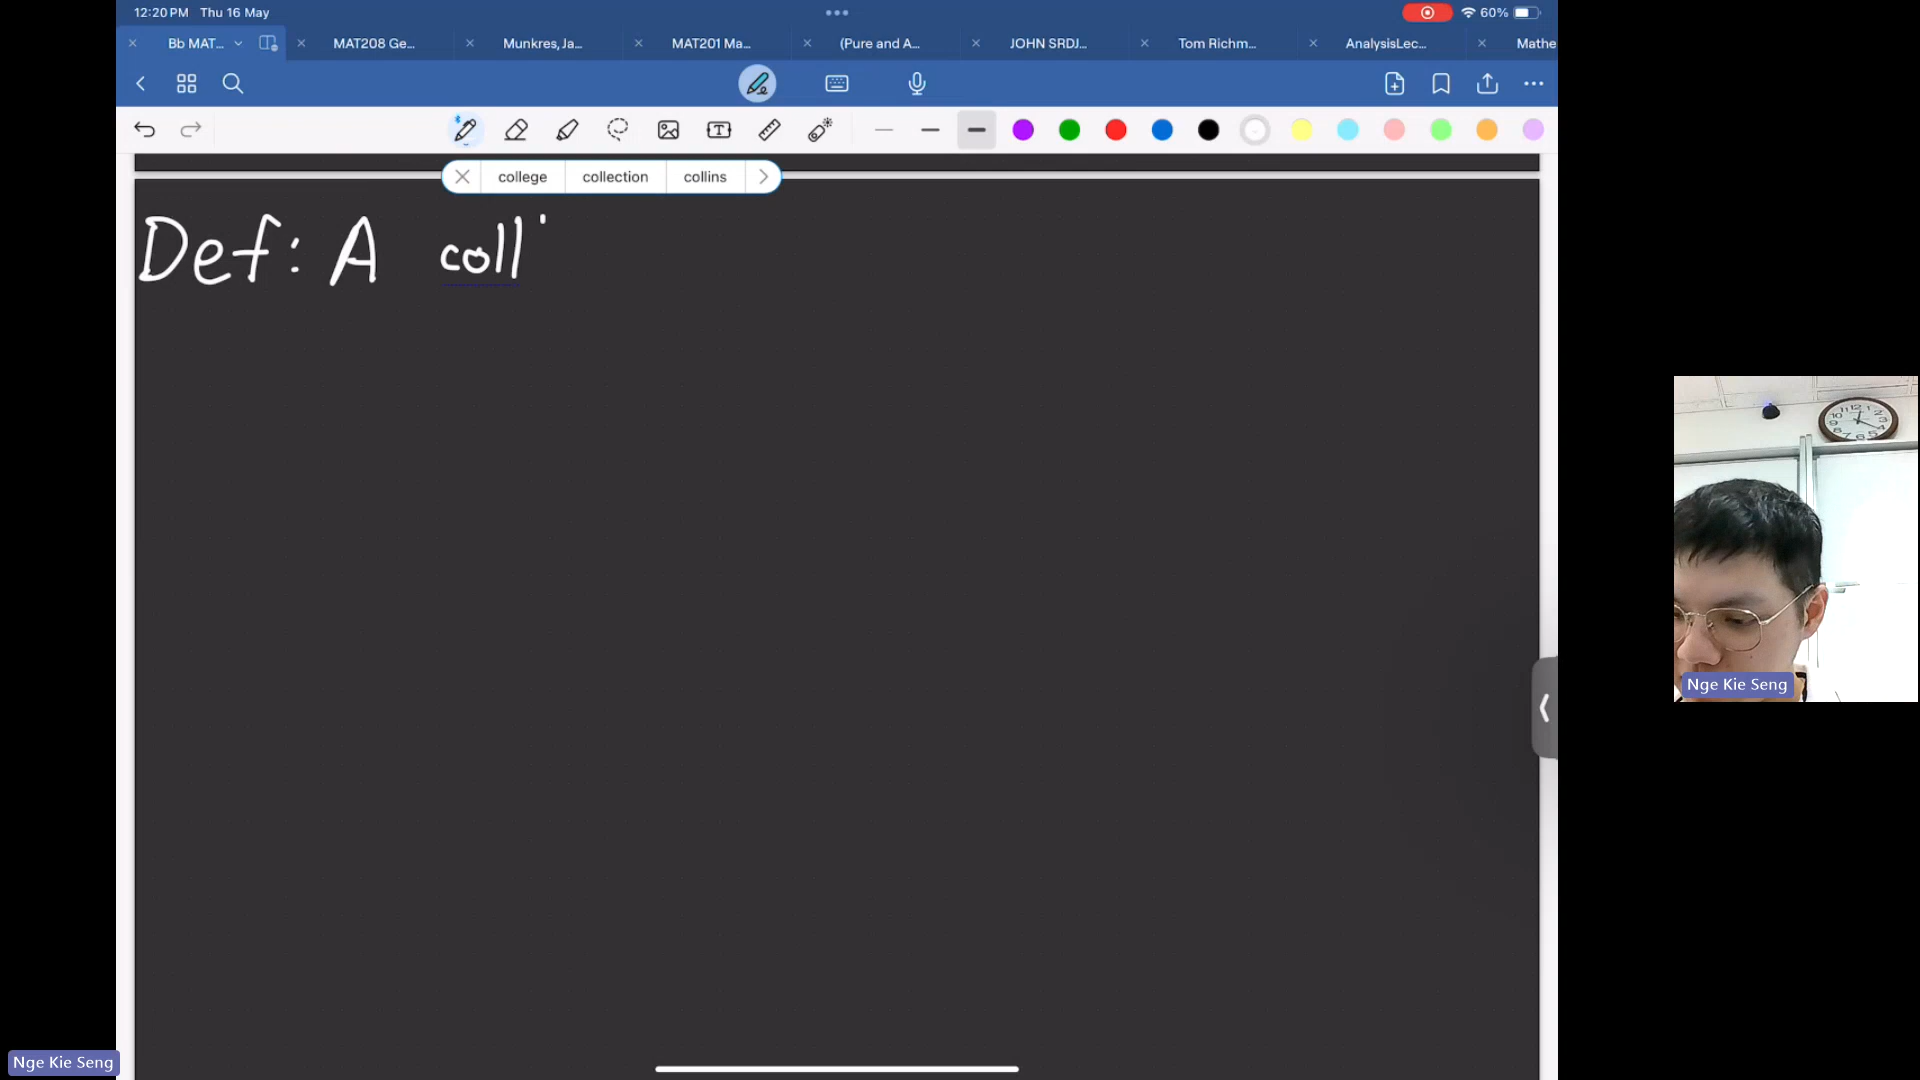 12:20 PM Thu 16 May
60%
Bb MAT...
MAT208 Ge...
Munkres, Ja...
MAT201 Ma...
(Pure and A...
JOHN SRDJ...
Tom Richm...
AnalysisLec...
Mathe
college collection collins
Def: A coll
Nge Kie Seng
Nge Kie Seng